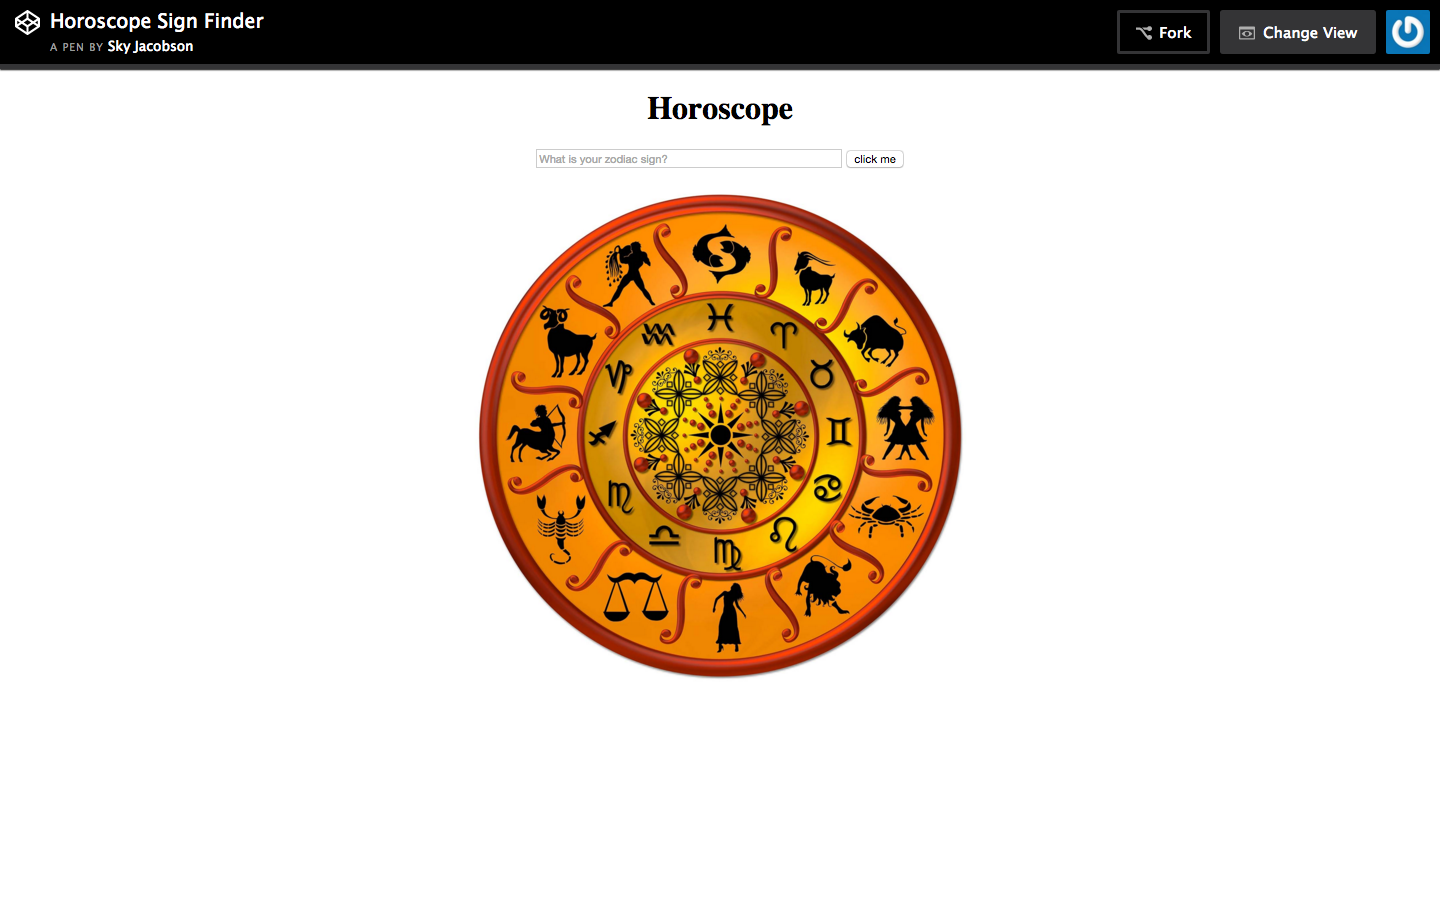 Horoscope Sign Finder
A PEN BY Sky Jacobson
Fork
Change View
Horoscope
What is your zodiac sign?
click me
♓
♈
♉
♊
♋
♌
♍
♎
♏
♐
♑
♒